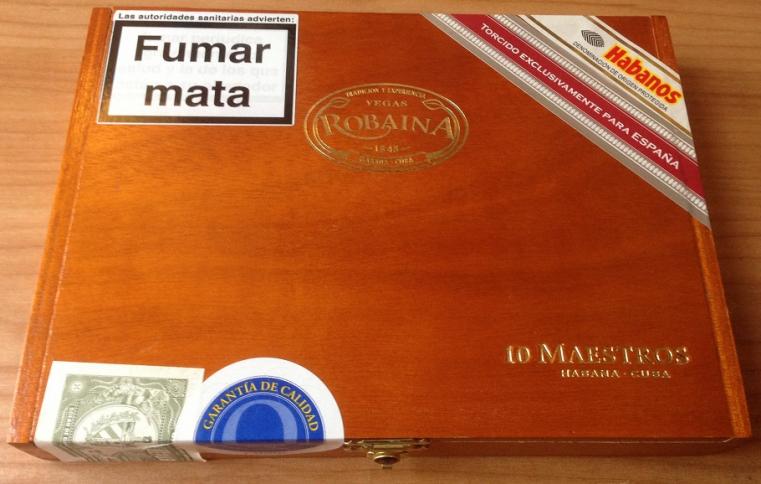 Las autoridades sanitarias advierten:
Fumar
mata
TRADICION Y EXPERIENCIA
VEGAS
ROBAINA
1845
HABANA · CUBA
Habanos
DENOMINACIÓN DE ORIGEN PROTEGIDA
TORCIDO EXCLUSIVAMENTE PARA ESPAÑA
10 MAESTROS
HABANA · CUBA
GARANTÍA DE CALIDAD